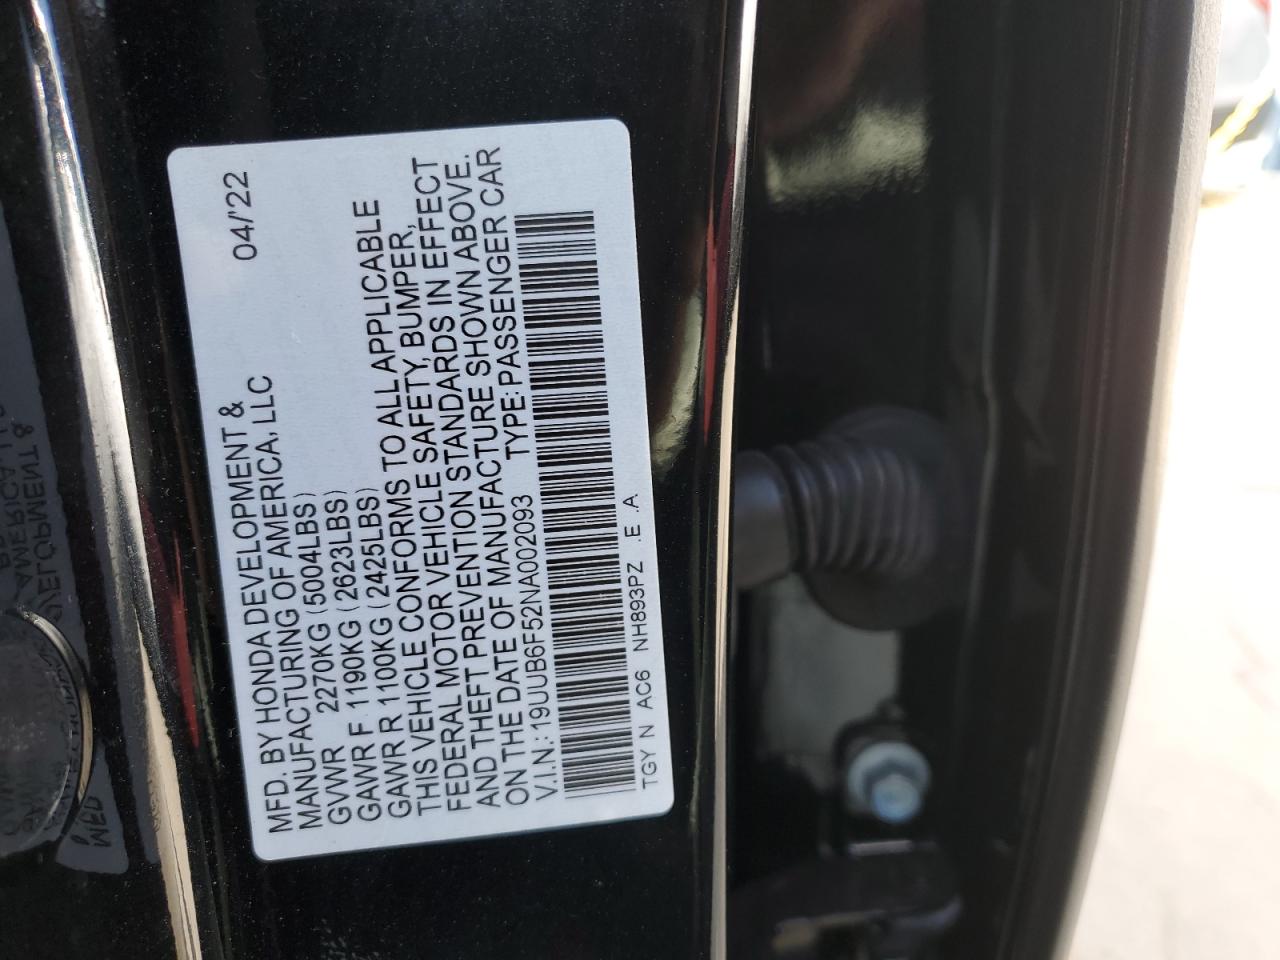 MFD. BY HONDA DEVELOPMENT & 04/'22
MANUFACTURING OF AMERICA, LLC
GVWR 2270KG (5004LBS)
GAWR F 1190KG (2623LBS)
GAWR R 1100KG (2425LBS)
THIS VEHICLE CONFORMS TO ALL APPLICABLE
FEDERAL MOTOR VEHICLE SAFETY, BUMPER,
AND THEFT PREVENTION STANDARDS IN EFFECT
ON THE DATE OF MANUFACTURE SHOWN ABOVE.
V.I.N.: 19UUB6F52NA002093 TYPE: PASSENGER CAR
TGY N AC6 NH893PZ .E .A